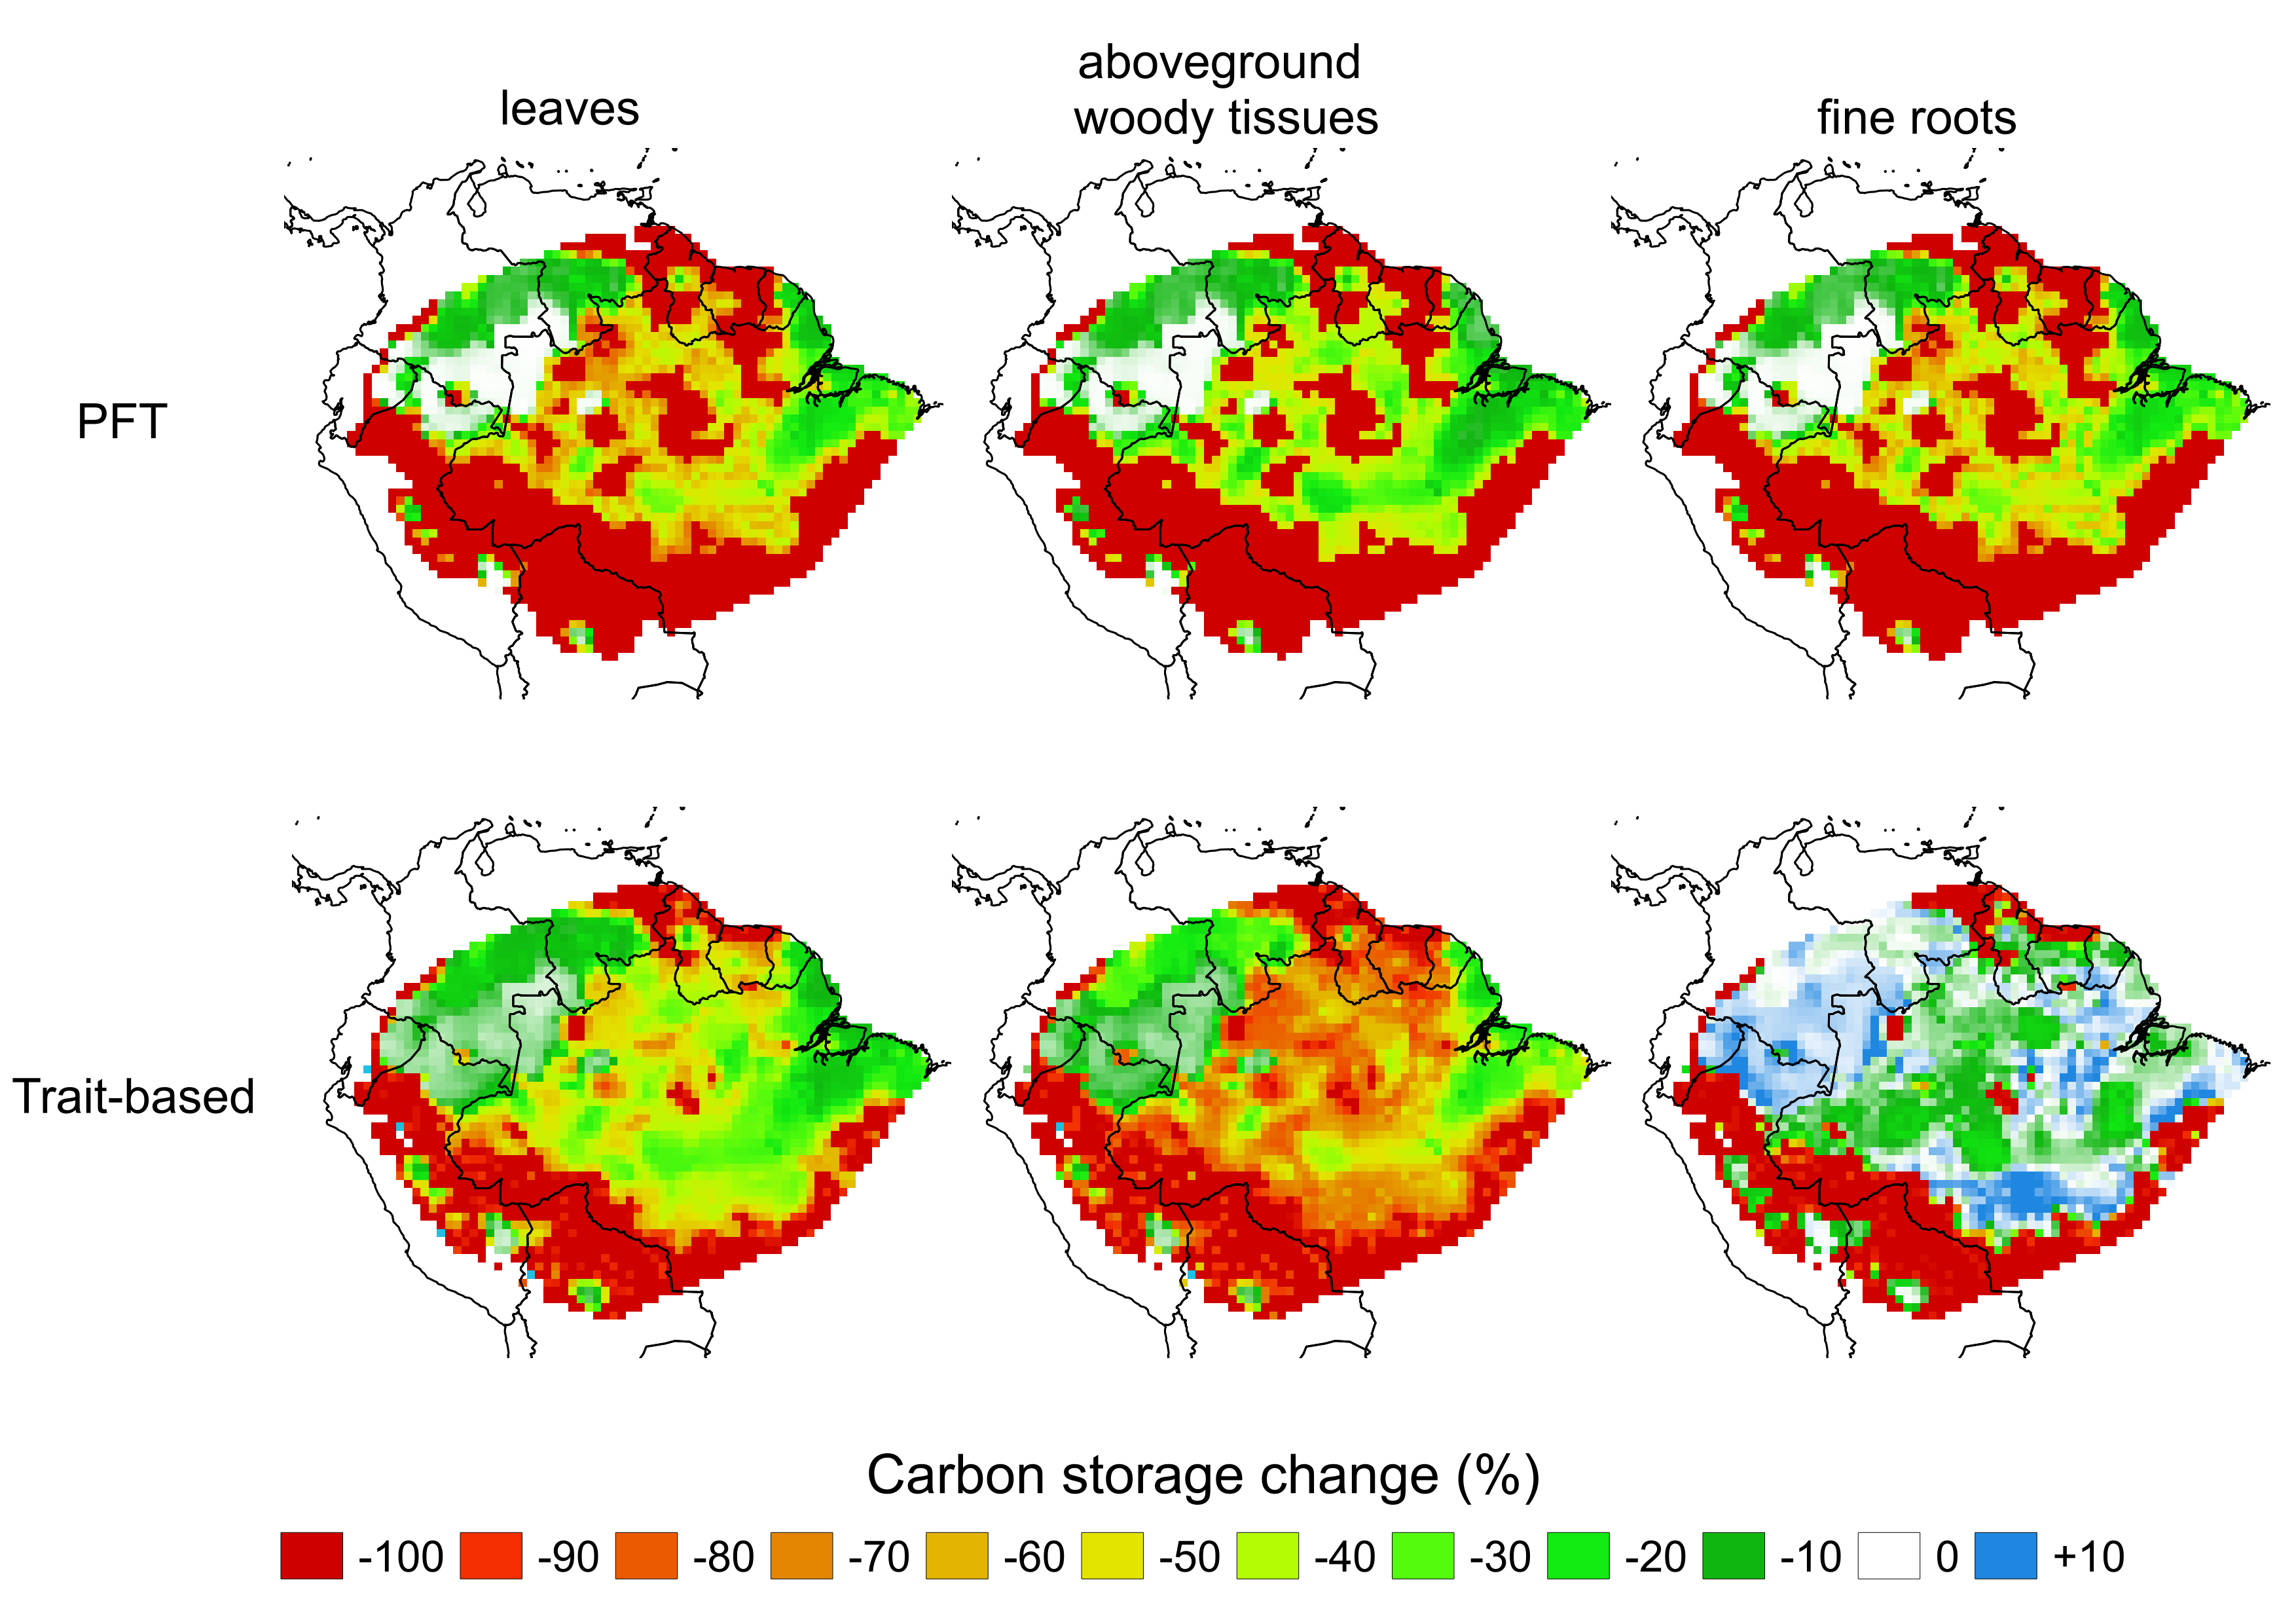 leaves
aboveground
woody tissues
fine roots
PFT
Trait-based
Carbon storage change (%)
-100 -90 -80 -70 -60 -50 -40 -30 -20 -10 0 +10